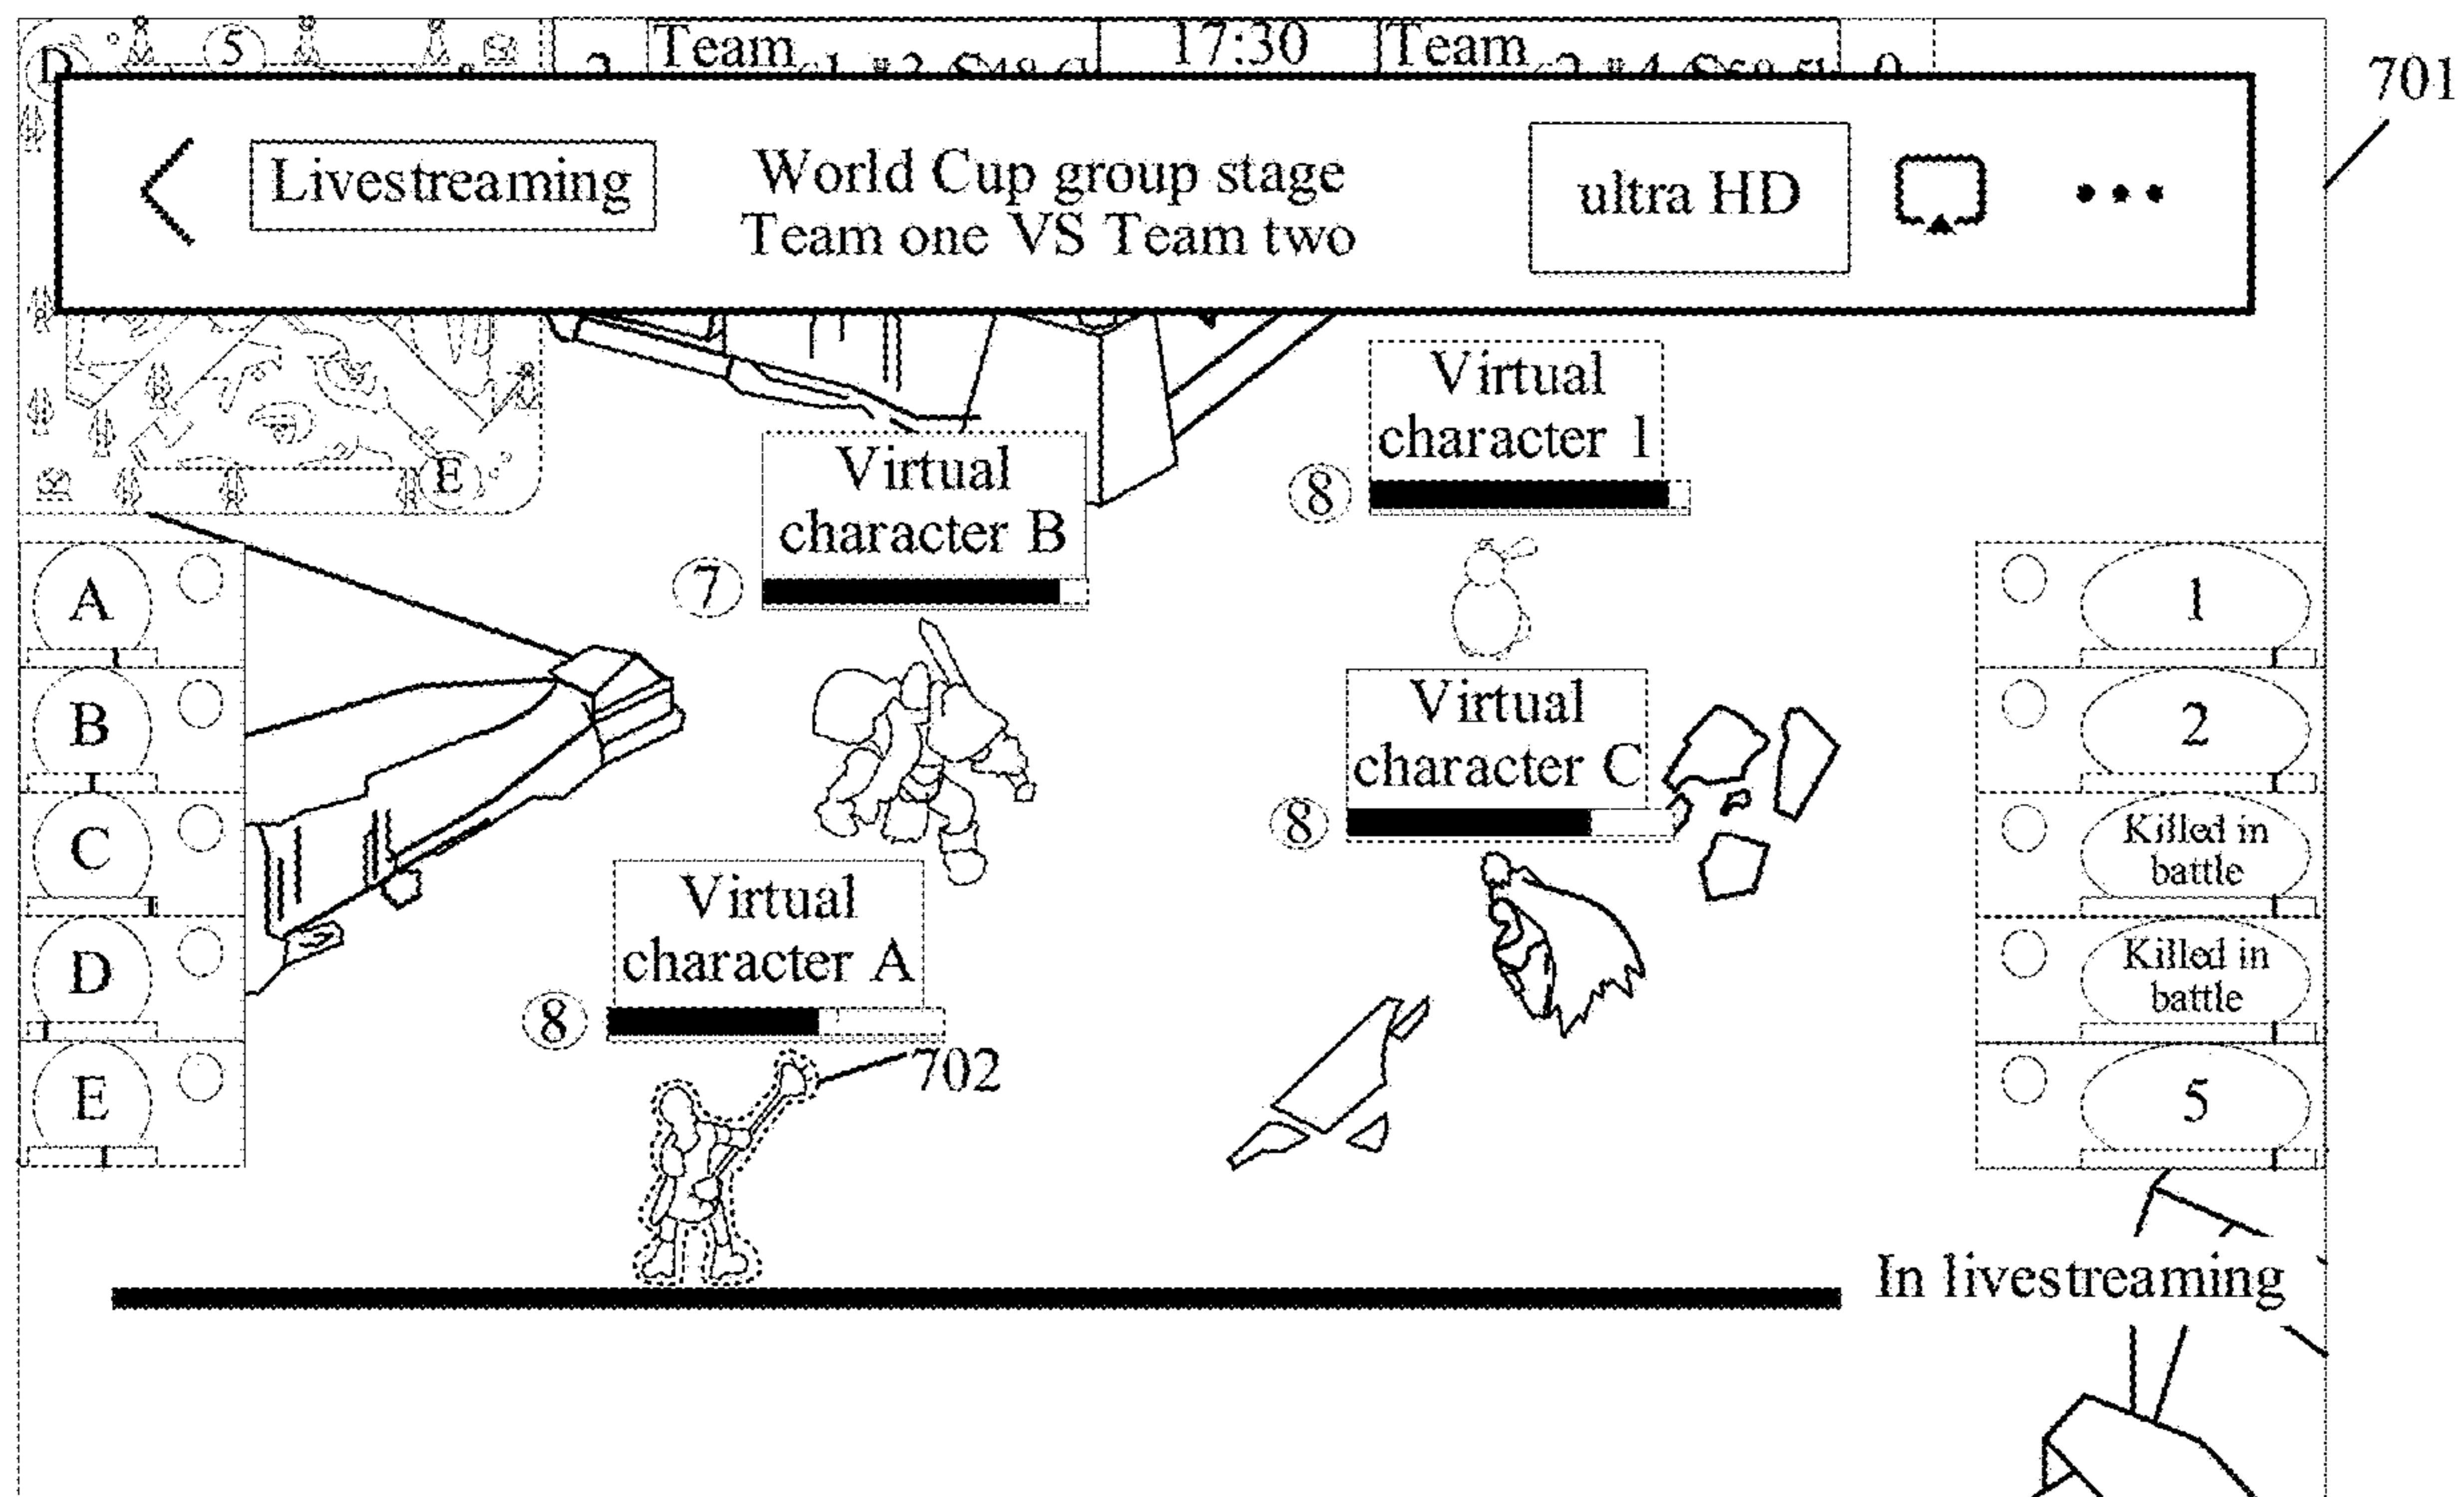 5
Team
17:30
Team
701
Livestreaming
World Cup group stage
Team one VS Team two
ultra HD
Virtual
character 1
8
E
Virtual
character B
7
A
1
B
Virtual
character C
8
2
C
Killed in
battle
Virtual
character A
8
D
Killed in
battle
702
E
5
In livestreaming